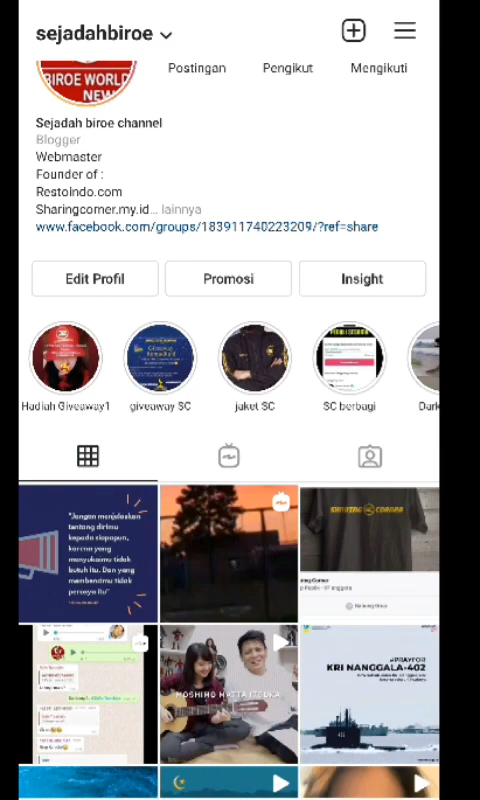 sejadahbiroe
BIROE WORLD
NEW
Postingan
Pengikut
Mengikuti
Sejadah biroe channel
Blogger
Webmaster
Founder of :
Restoindo.com
Sharingcorner.my.id... lainnya
www.facebook.com/groups/183911740223209/?ref=share
Edit Profil
Promosi
Insight
Hadiah Giveaway1
giveaway SC
jaket SC
SC berbagi
Dark
"Jangan menjelaskan
tentang dirimu
kepada siapapun,
karena yang
menyukaimu tidak
butuh itu. Dan yang
membencimu tidak
percaya itu"
SHARING CORNER
MOSHIMO MATTA ITSUKA
#PRAYFOR
KRI NANGGALA-402